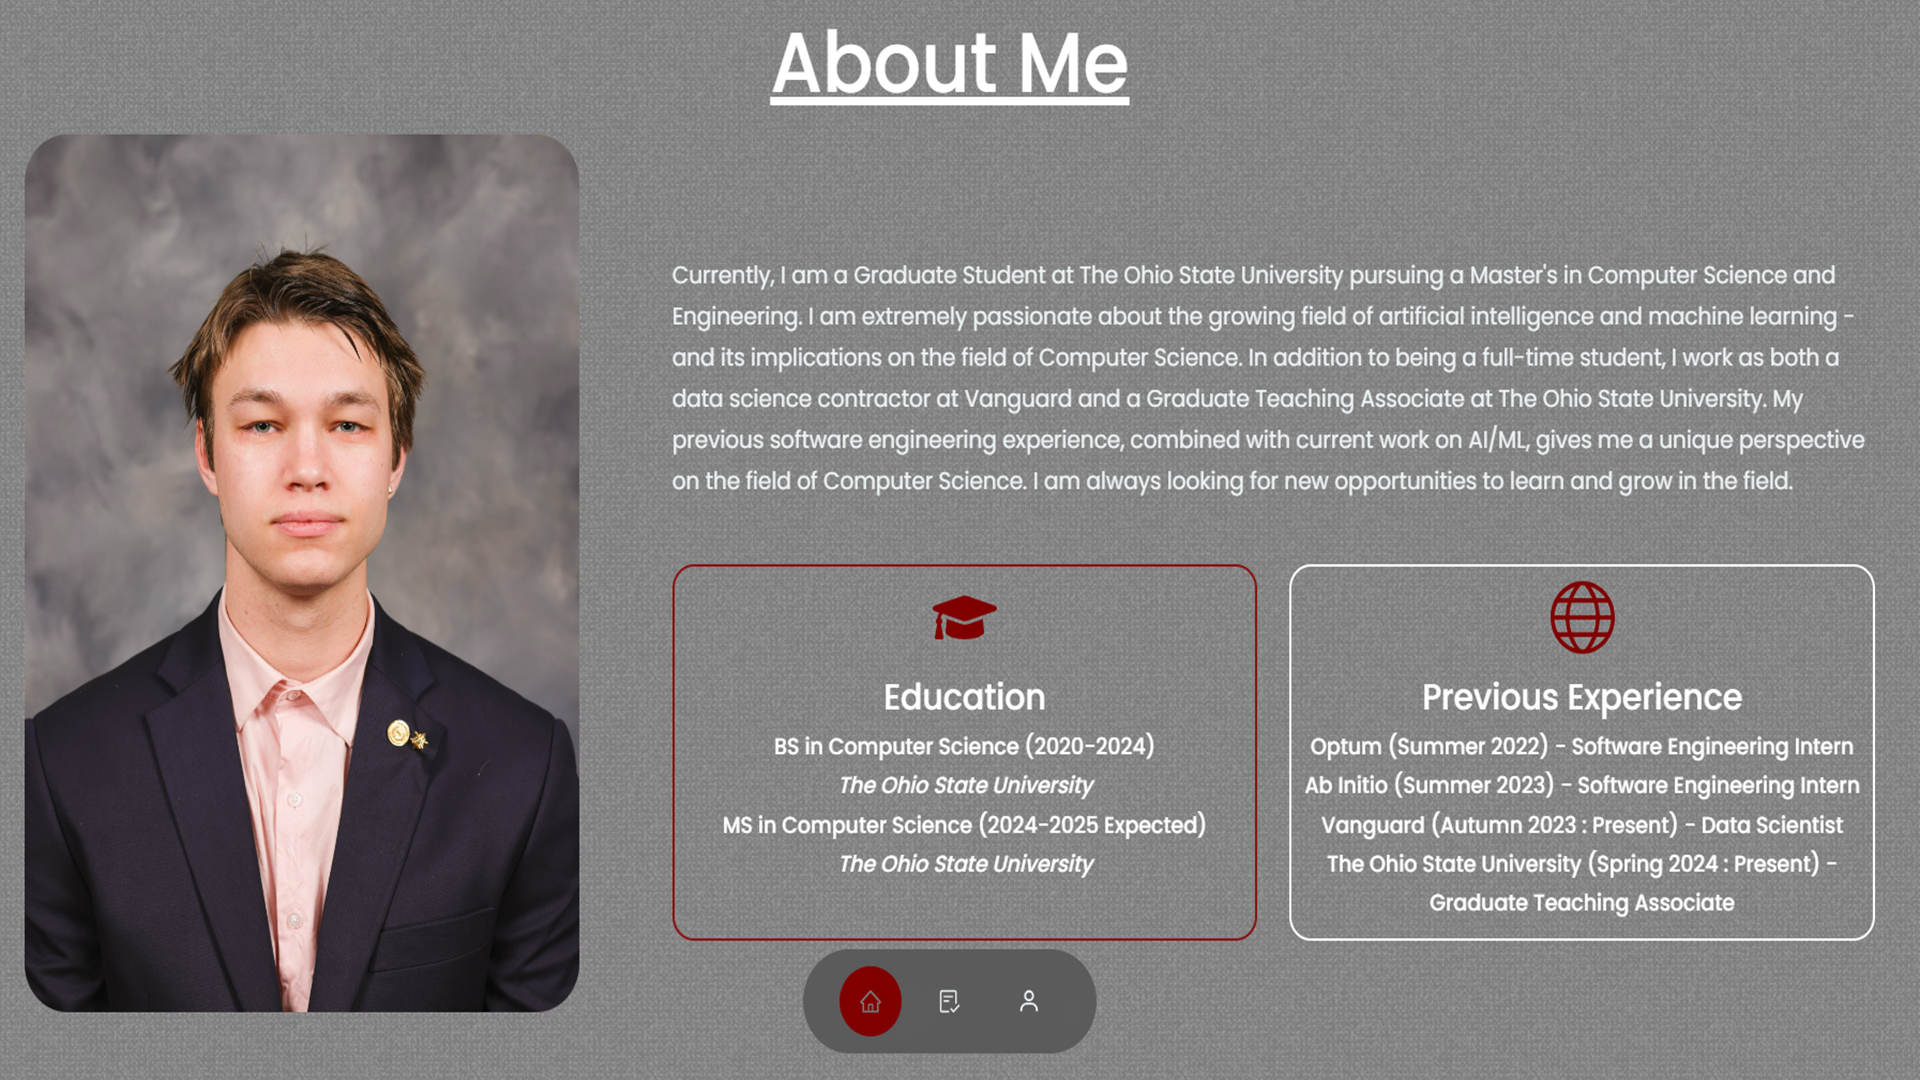 About Me
Currently, I am a Graduate Student at The Ohio State University pursuing a Master's in Computer Science and
Engineering. I am extremely passionate about the growing field of artificial intelligence and machine learning -
and its implications on the field of Computer Science. In addition to being a full-time student, I work as both a
data science contractor at Vanguard and a Graduate Teaching Associate at The Ohio State University. My
previous software engineering experience, combined with current work on AI/ML, gives me a unique perspective
on the field of Computer Science. I am always looking for new opportunities to learn and grow in the field.
Education
BS in Computer Science (2020-2024)
The Ohio State University
MS in Computer Science (2024-2025 Expected)
The Ohio State University
Previous Experience
Optum (Summer 2022) - Software Engineering Intern
Ab Initio (Summer 2023) - Software Engineering Intern
Vanguard (Autumn 2023 : Present) - Data Scientist
The Ohio State University (Spring 2024 : Present) -
Graduate Teaching Associate